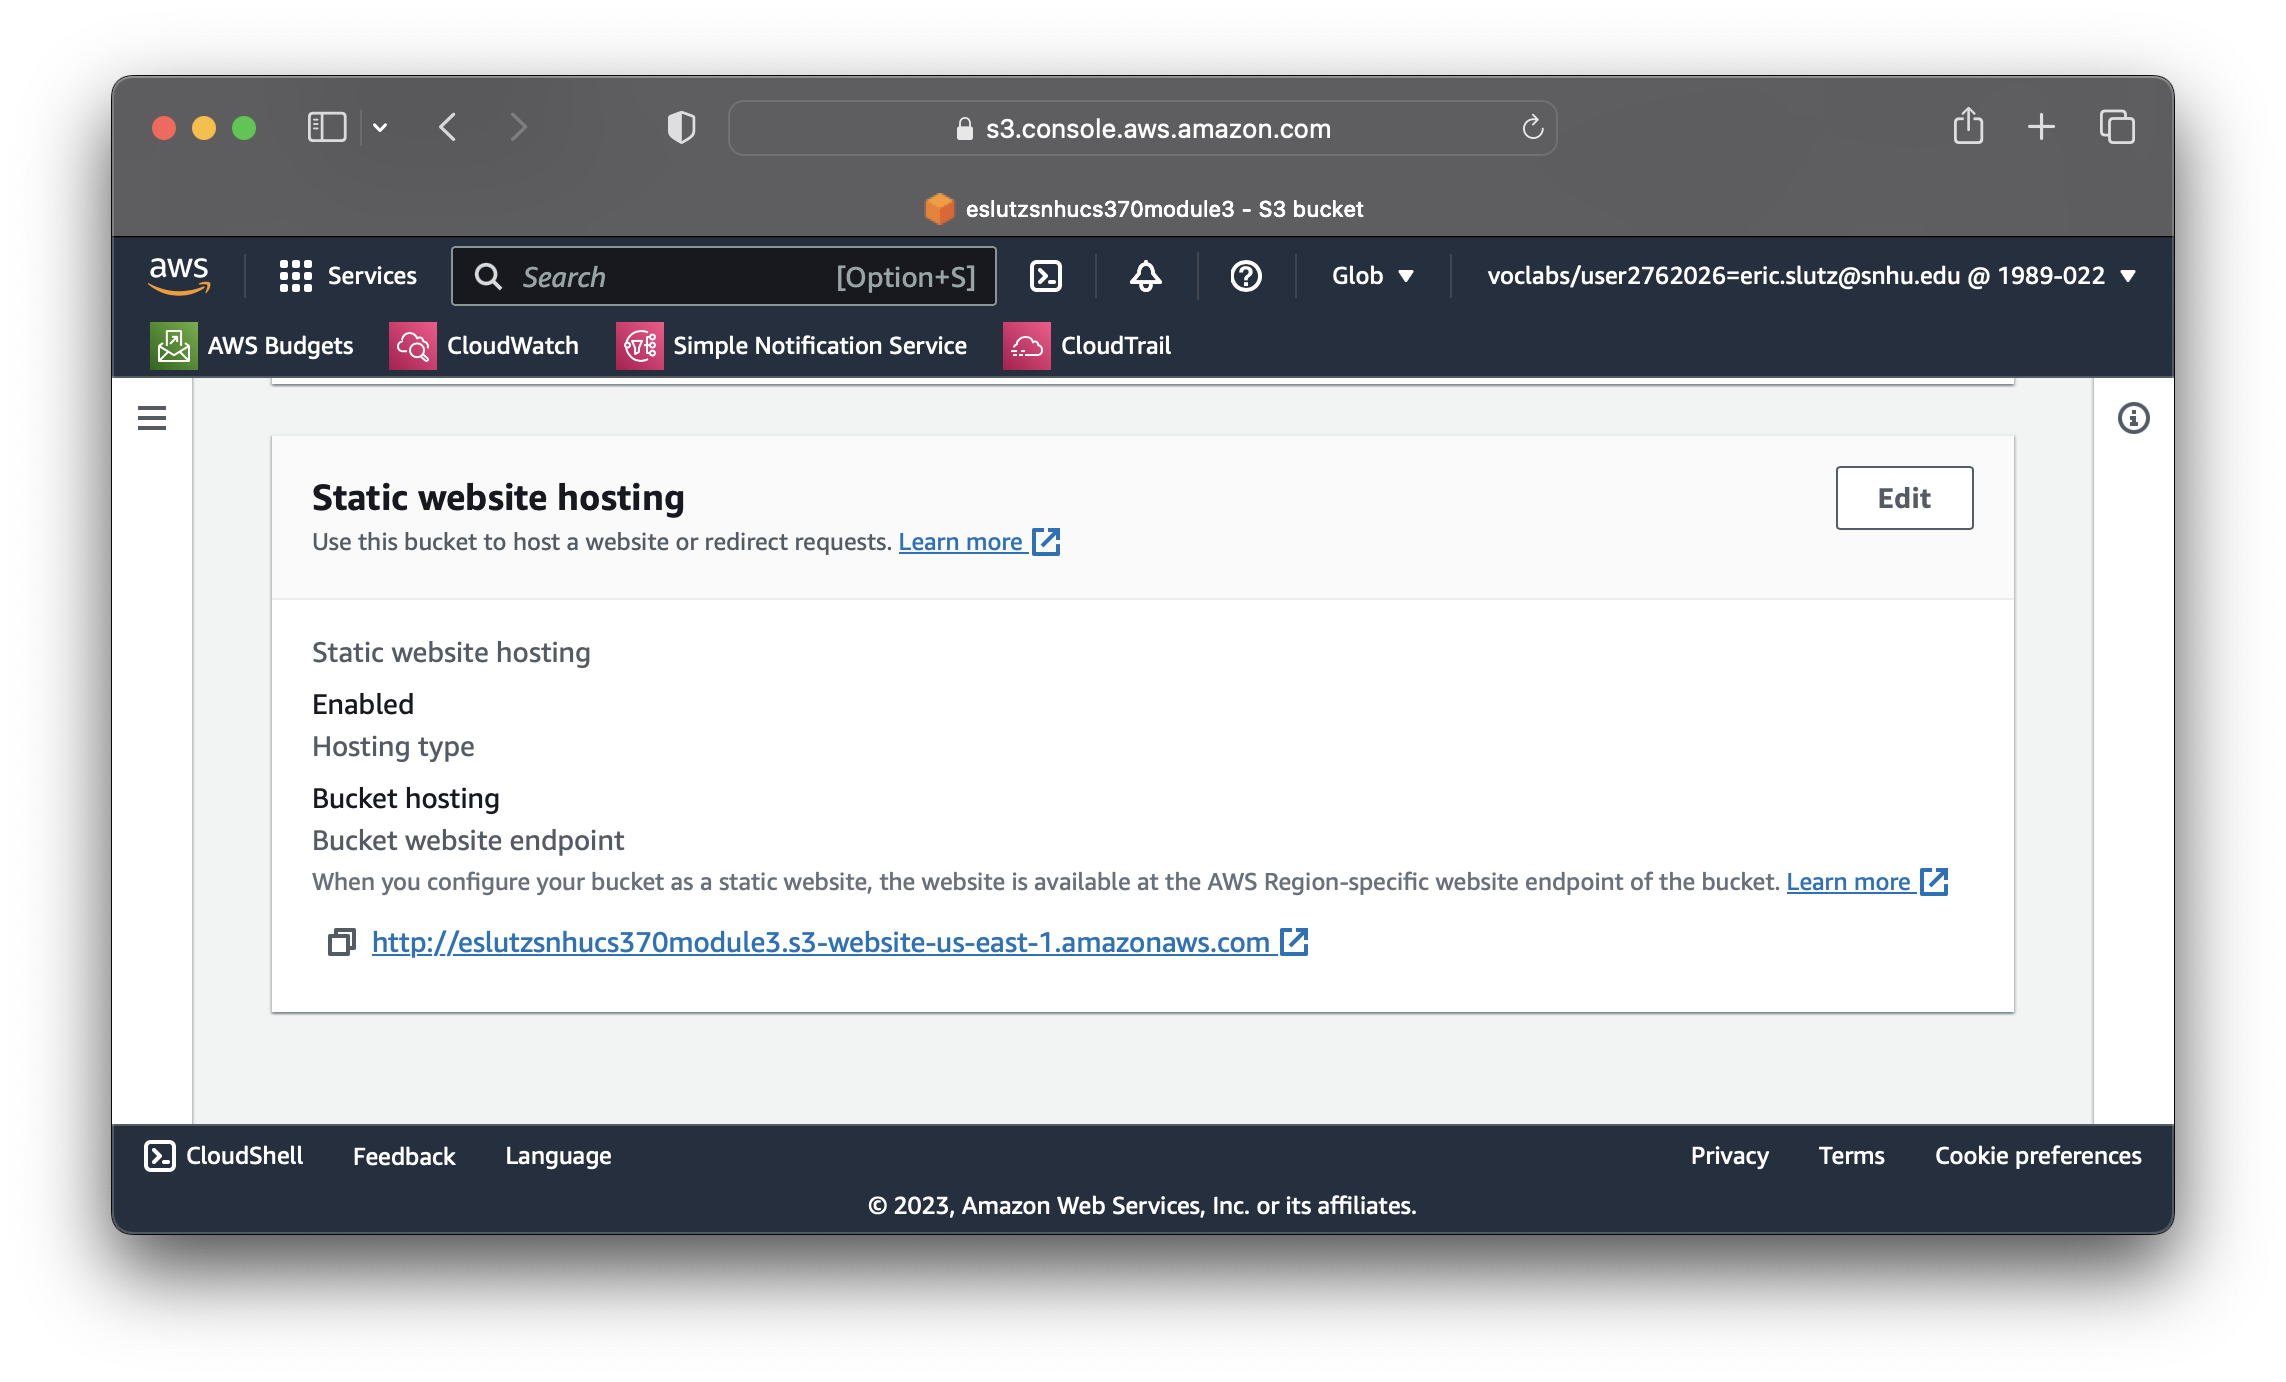 s3.console.aws.amazon.com
eslutzsnhucs370module3 - S3 bucket
aws Services Search [Option+S] Glob voclabs/user2762026=eric.slutz@snhu.edu @ 1989-022
AWS Budgets CloudWatch Simple Notification Service CloudTrail
Static website hosting
Edit
Use this bucket to host a website or redirect requests. Learn more
Static website hosting
Enabled
Hosting type
Bucket hosting
Bucket website endpoint
When you configure your bucket as a static website, the website is available at the AWS Region-specific website endpoint of the bucket. Learn more
http://eslutzsnhucs370module3.s3-website-us-east-1.amazonaws.com
CloudShell Feedback Language Privacy Terms Cookie preferences
© 2023, Amazon Web Services, Inc. or its affiliates.